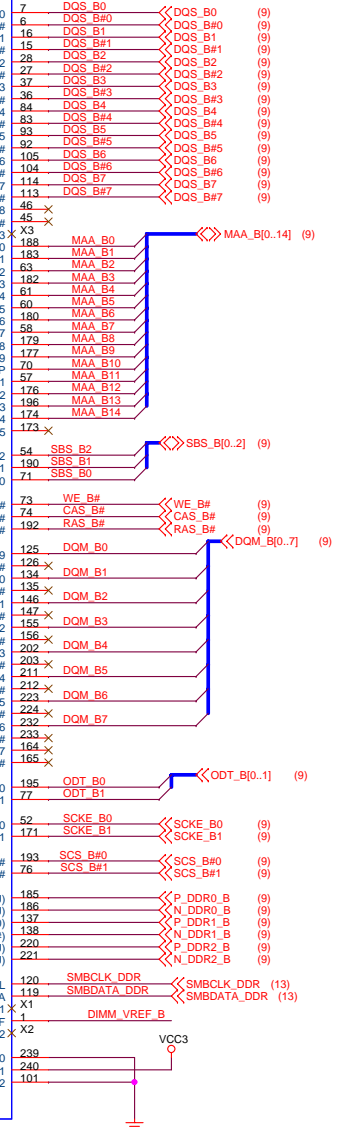 7 DQS_B0 DQS_B0 (9)
6 DQS_B#0 DQS_B#0 (9)
16 DQS_B1 DQS_B1 (9)
15 DQS_B#1 DQS_B#1 (9)
28 DQS_B2 DQS_B2 (9)
27 DQS_B#2 DQS_B#2 (9)
37 DQS_B3 DQS_B3 (9)
36 DQS_B#3 DQS_B#3 (9)
84 DQS_B4 DQS_B4 (9)
83 DQS_B#4 DQS_B#4 (9)
93 DQS_B5 DQS_B5 (9)
92 DQS_B#5 DQS_B#5 (9)
105 DQS_B6 DQS_B6 (9)
104 DQS_B#6 DQS_B#6 (9)
114 DQS_B7 DQS_B7 (9)
113 DQS_B#7 DQS_B#7 (9)
46
45
X3
188 MAA_B0 MAA_B[0..14] (9)
183 MAA_B1
63 MAA_B2
182 MAA_B3
61 MAA_B4
60 MAA_B5
180 MAA_B6
58 MAA_B7
179 MAA_B8
177 MAA_B9
70 MAA_B10
57 MAA_B11
176 MAA_B12
196 MAA_B13
174 MAA_B14
173
54 SBS_B2 SBS_B[0..2] (9)
190 SBS_B1
71 SBS_B0
73 WE_B# WE_B# (9)
74 CAS_B# CAS_B# (9)
192 RAS_B# RAS_B# (9)
DQM_B[0..7] (9)
125 DQM_B0
126
134 DQM_B1
135
146 DQM_B2
147
155 DQM_B3
156
202 DQM_B4
203
211 DQM_B5
212
223 DQM_B6
224
232 DQM_B7
233
164
165
195 ODT_B0 ODT_B[0..1] (9)
77 ODT_B1
52 SCKE_B0 SCKE_B0 (9)
171 SCKE_B1 SCKE_B1 (9)
193 SCS_B#0 SCS_B#0 (9)
76 SCS_B#1 SCS_B#1 (9)
185 P_DDR0_B (9)
186 N_DDR0_B (9)
137 P_DDR1_B (9)
138 N_DDR1_B (9)
220 P_DDR2_B (9)
221 N_DDR2_B (9)
120 SMBCLK_DDR SMBCLK_DDR (13)
119 SMBDATA_DDR SMBDATA_DDR (13)
X1
1 DIMM_VREF_B
X2
VCC3
239
240
101